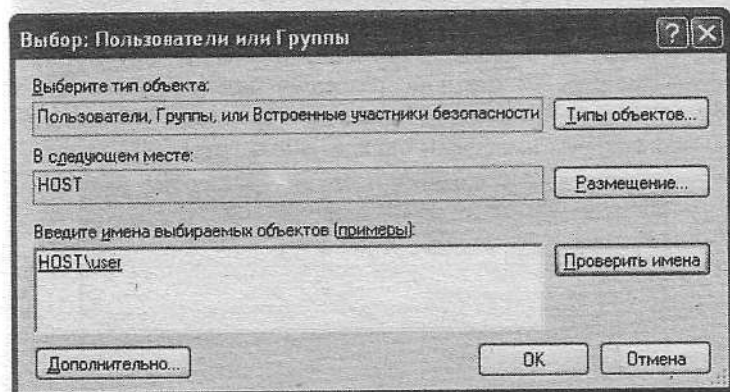 Выбор: Пользователи или Группы
Выберите тип объекта:
Пользователи, Группы, или Встроенные участники безопасности
Типы объектов...
В следующем месте:
HOST
Размещение...
Введите имена выбираемых объектов (примеры):
HOST\user
Проверить имена
Дополнительно...
OK
Отмена